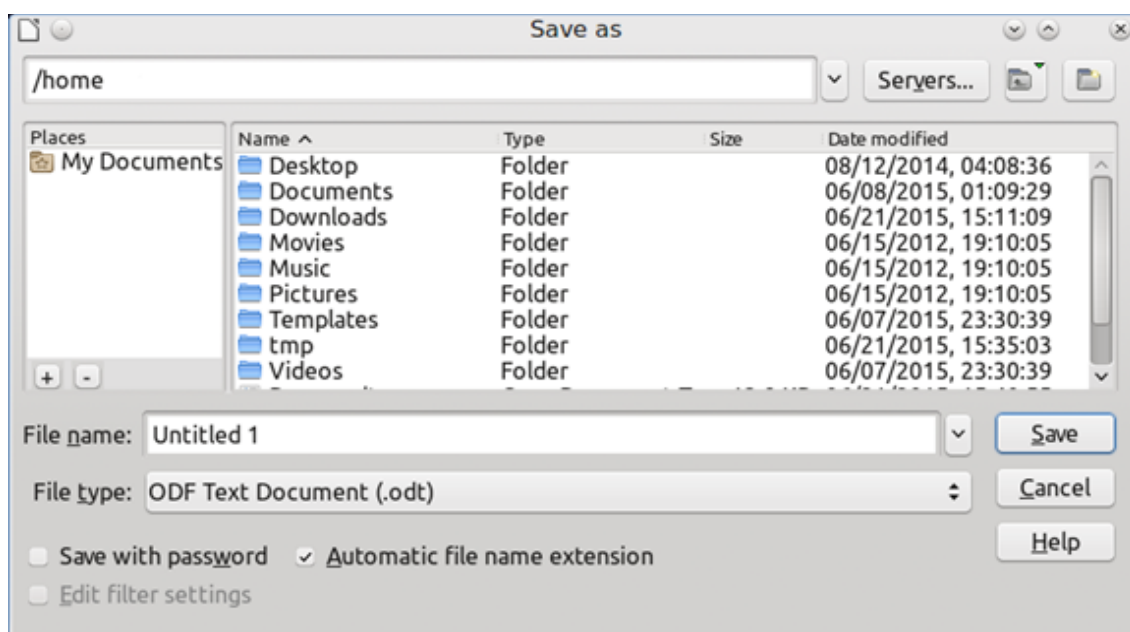 Save as
/home
Servers...
Places
My Documents
Name Type Size Date modified
Desktop Folder 08/12/2014, 04:08:36
Documents Folder 06/08/2015, 01:09:29
Downloads Folder 06/21/2015, 15:11:09
Movies Folder 06/15/2012, 19:10:05
Music Folder 06/15/2012, 19:10:05
Pictures Folder 06/15/2012, 19:10:05
Templates Folder 06/07/2015, 23:30:39
tmp Folder 06/21/2015, 15:35:03
Videos Folder 06/07/2015, 23:30:39
+ -
File name: Untitled 1 Save
File type: ODF Text Document (.odt) Cancel
Save with password Automatic file name extension Help
Edit filter settings